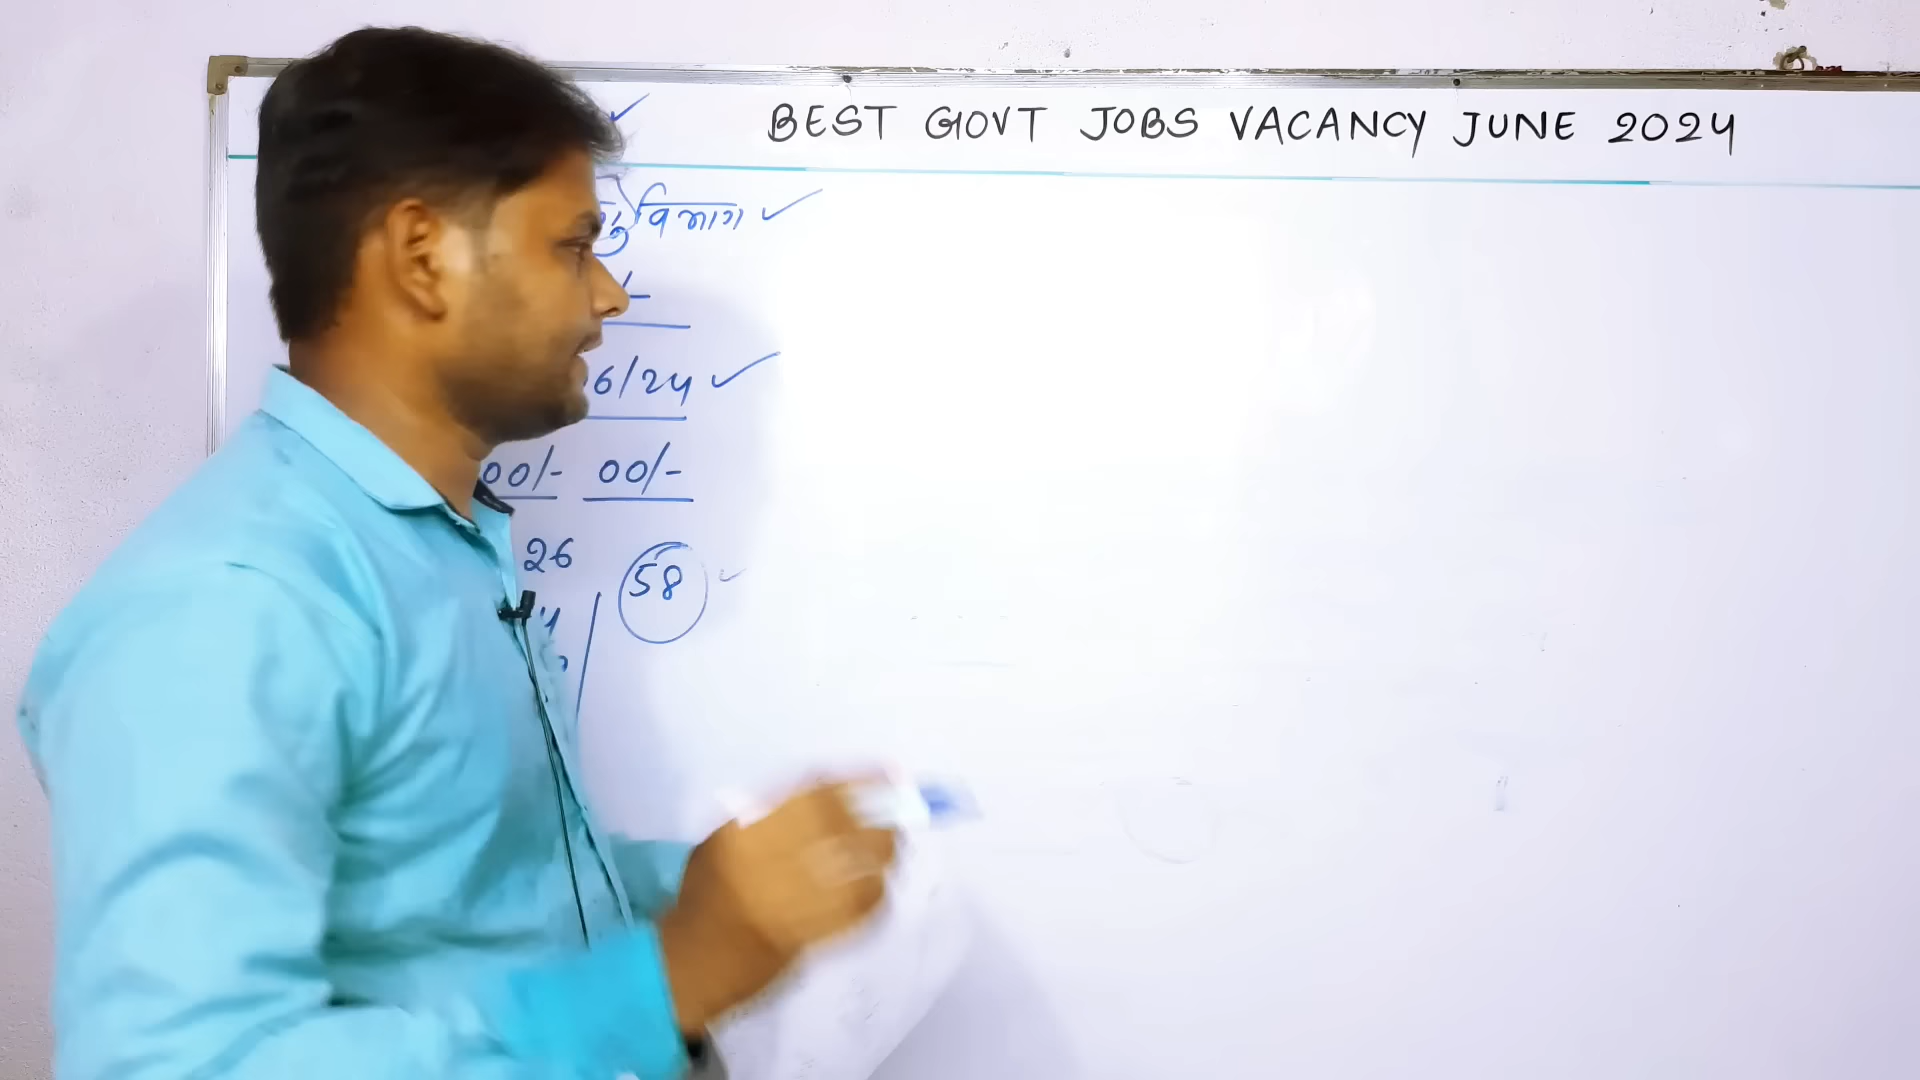 BEST GOVT JOBS VACANCY JUNE 2024
विभाग
6/24
00/- 00/-
26
58